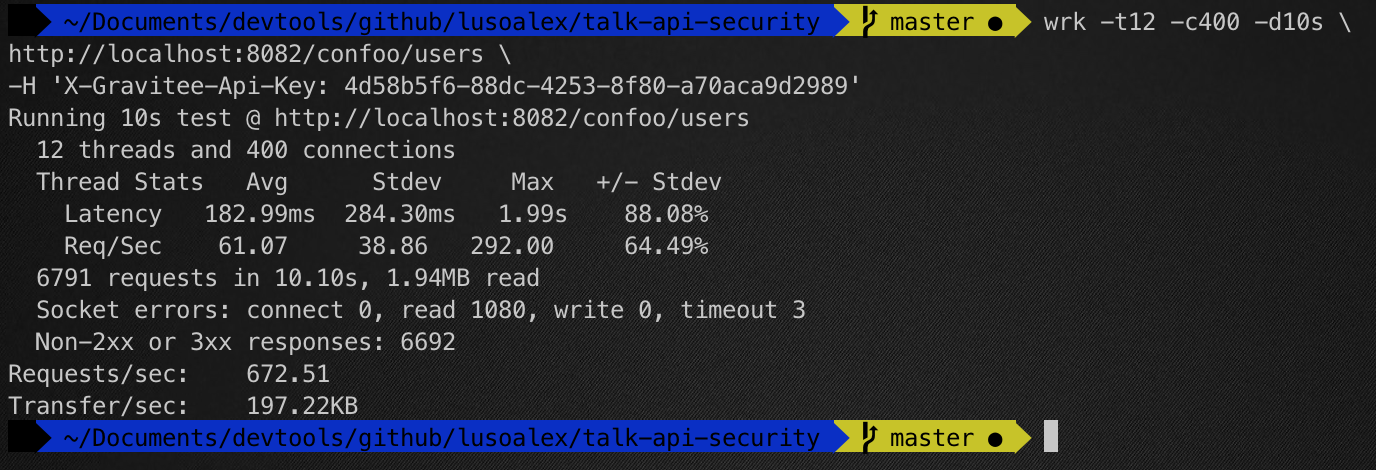 ~/Documents/devtools/github/lusoalex/talk-api-security master ● wrk -t12 -c400 -d10s \
http://localhost:8082/confoo/users \
-H 'X-Gravitee-Api-Key: 4d58b5f6-88dc-4253-8f80-a70aca9d2989'
Running 10s test @ http://localhost:8082/confoo/users
12 threads and 400 connections
Thread Stats Avg Stdev Max +/- Stdev
Latency 182.99ms 284.30ms 1.99s 88.08%
Req/Sec 61.07 38.86 292.00 64.49%
6791 requests in 10.10s, 1.94MB read
Socket errors: connect 0, read 1080, write 0, timeout 3
Non-2xx or 3xx responses: 6692
Requests/sec: 672.51
Transfer/sec: 197.22KB
~/Documents/devtools/github/lusoalex/talk-api-security master ●